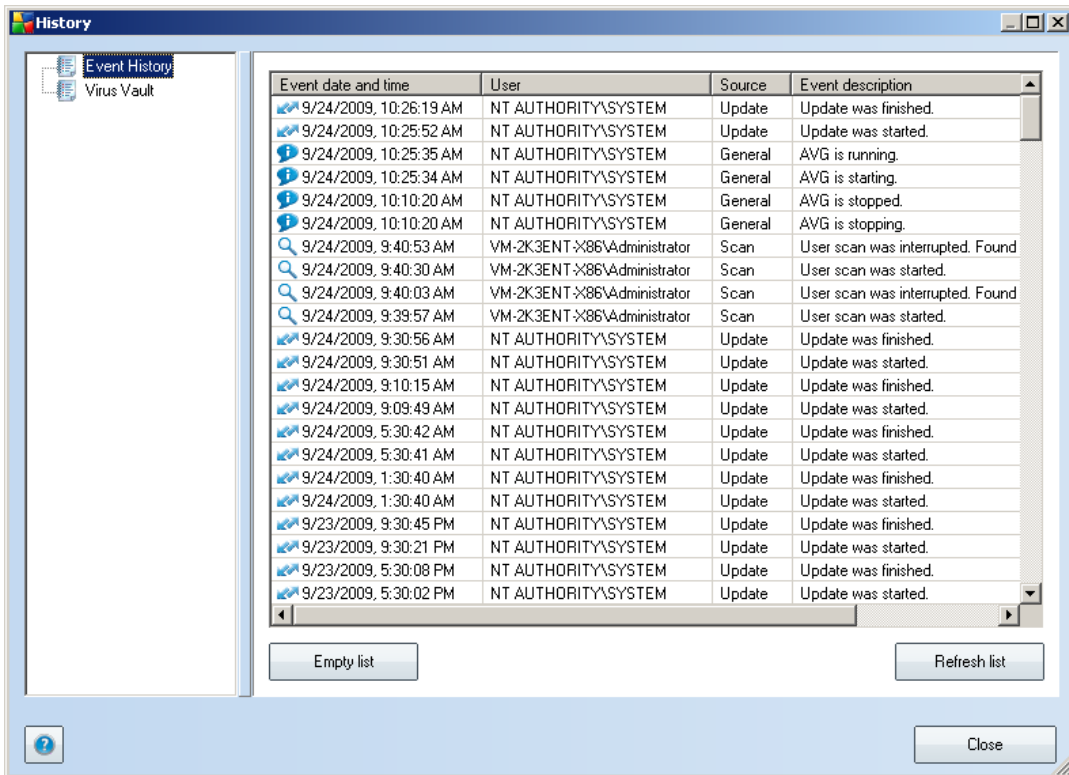 History
Event History
Virus Vault
Event date and time User Source Event description
9/24/2009, 10:26:19 AM NT AUTHORITY\SYSTEM Update Update was finished.
9/24/2009, 10:25:52 AM NT AUTHORITY\SYSTEM Update Update was started.
9/24/2009, 10:25:35 AM NT AUTHORITY\SYSTEM General AVG is running.
9/24/2009, 10:25:34 AM NT AUTHORITY\SYSTEM General AVG is starting.
9/24/2009, 10:10:20 AM NT AUTHORITY\SYSTEM General AVG is stopped.
9/24/2009, 10:10:20 AM NT AUTHORITY\SYSTEM General AVG is stopping.
9/24/2009, 9:40:53 AM VM-2K3ENT-X86\Administrator Scan User scan was interrupted. Found
9/24/2009, 9:40:30 AM VM-2K3ENT-X86\Administrator Scan User scan was started.
9/24/2009, 9:40:03 AM VM-2K3ENT-X86\Administrator Scan User scan was interrupted. Found
9/24/2009, 9:39:57 AM VM-2K3ENT-X86\Administrator Scan User scan was started.
9/24/2009, 9:30:56 AM NT AUTHORITY\SYSTEM Update Update was finished.
9/24/2009, 9:30:51 AM NT AUTHORITY\SYSTEM Update Update was started.
9/24/2009, 9:10:15 AM NT AUTHORITY\SYSTEM Update Update was finished.
9/24/2009, 9:09:49 AM NT AUTHORITY\SYSTEM Update Update was started.
9/24/2009, 5:30:42 AM NT AUTHORITY\SYSTEM Update Update was finished.
9/24/2009, 5:30:41 AM NT AUTHORITY\SYSTEM Update Update was started.
9/24/2009, 1:30:40 AM NT AUTHORITY\SYSTEM Update Update was finished.
9/24/2009, 1:30:40 AM NT AUTHORITY\SYSTEM Update Update was started.
9/23/2009, 9:30:45 PM NT AUTHORITY\SYSTEM Update Update was finished.
9/23/2009, 9:30:21 PM NT AUTHORITY\SYSTEM Update Update was started.
9/23/2009, 5:30:08 PM NT AUTHORITY\SYSTEM Update Update was finished.
9/23/2009, 5:30:02 PM NT AUTHORITY\SYSTEM Update Update was started.
Empty list Refresh list
Close